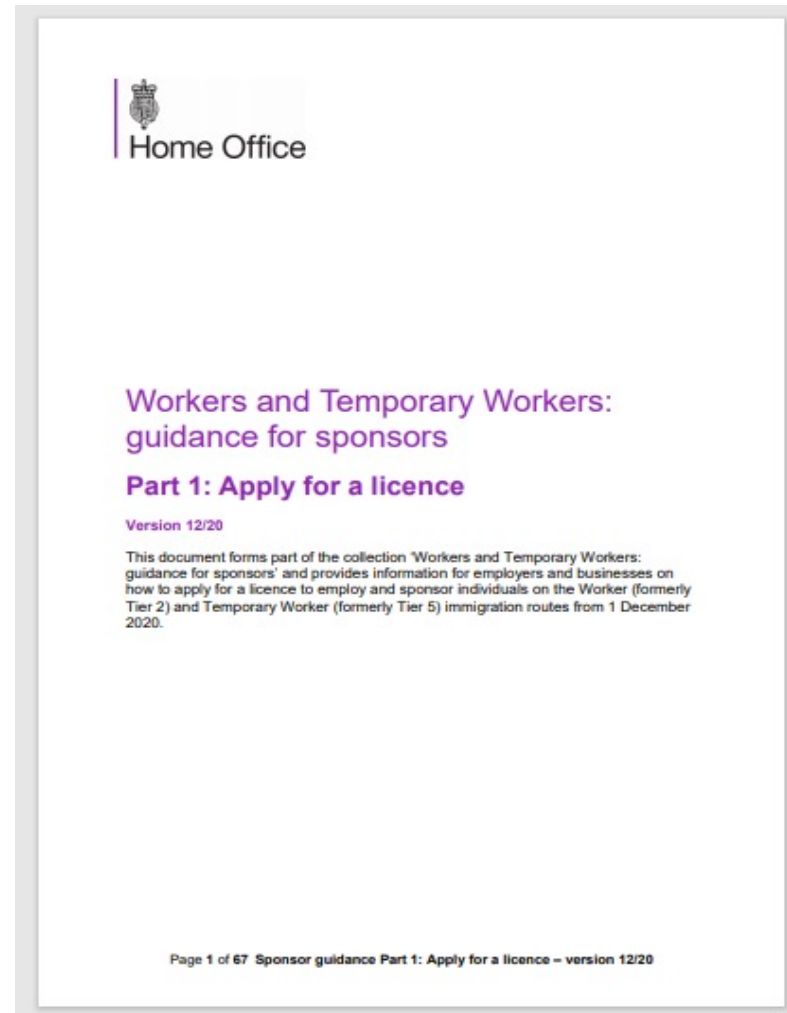 Home Office
Workers and Temporary Workers:
guidance for sponsors
Part 1: Apply for a licence
Version 12/20
This document forms part of the collection 'Workers and Temporary Workers:
guidance for sponsors' and provides information for employers and businesses on
how to apply for a licence to employ and sponsor individuals on the Worker (formerly
Tier 2) and Temporary Worker (formerly Tier 5) immigration routes from 1 December
2020.
Page 1 of 67 Sponsor guidance Part 1: Apply for a licence – version 12/20